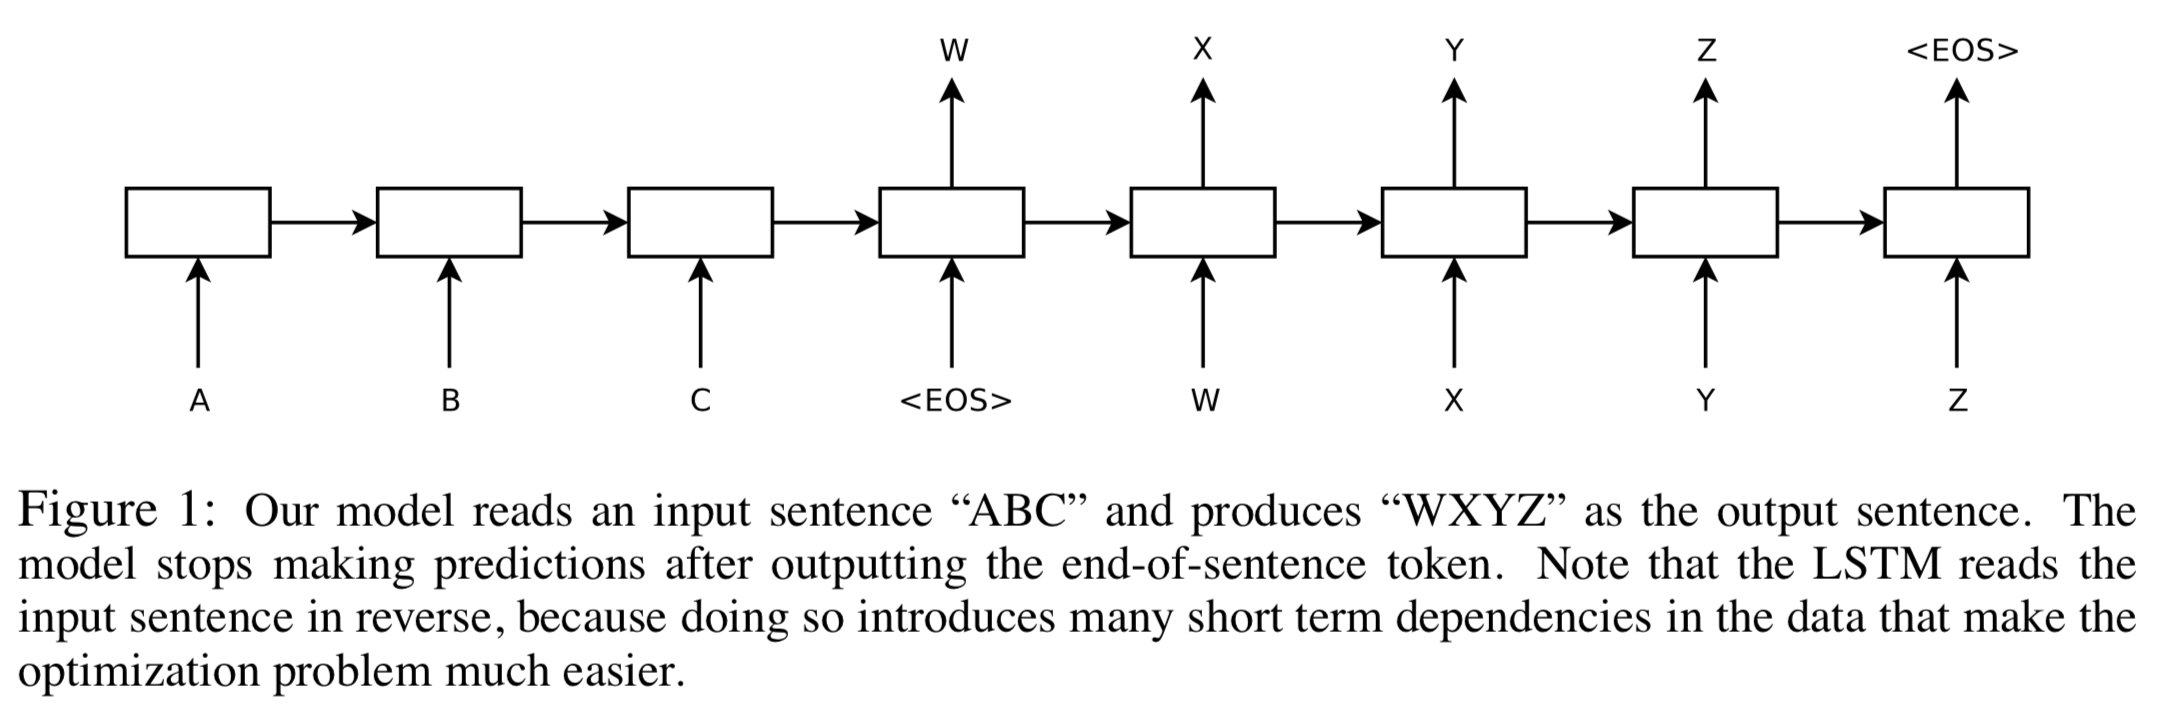 W X Y Z <EOS>
A B C <EOS> W X Y Z
Figure 1: Our model reads an input sentence “ABC” and produces “WXYZ” as the output sentence. The
model stops making predictions after outputting the end-of-sentence token. Note that the LSTM reads the
input sentence in reverse, because doing so introduces many short term dependencies in the data that make the
optimization problem much easier.